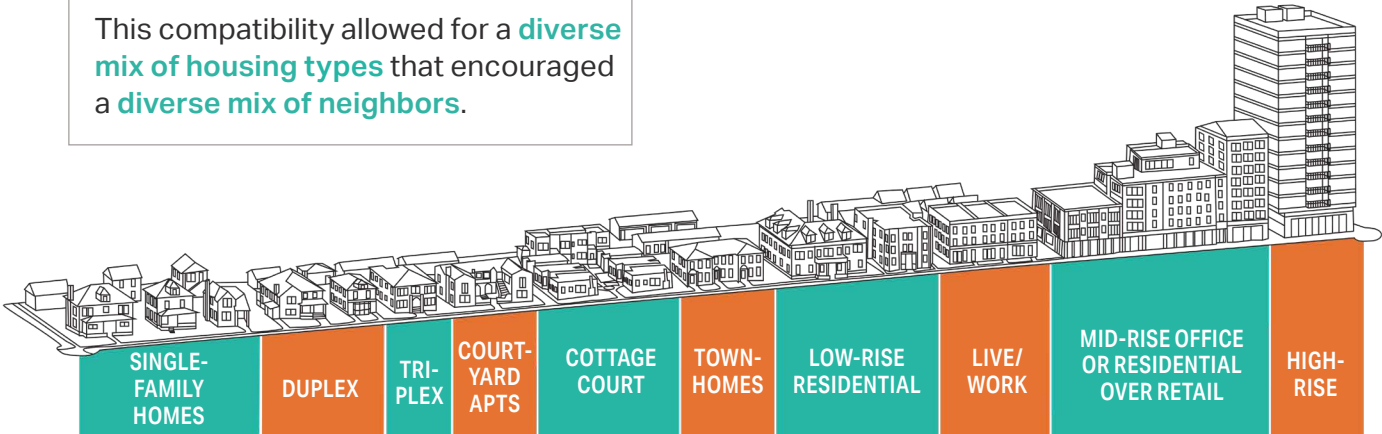 This compatibility allowed for a diverse
mix of housing types that encouraged
a diverse mix of neighbors.
SINGLE-
FAMILY
HOMES
DUPLEX
TRI-
PLEX
COURT-
YARD
APTS
COTTAGE
COURT
TOWN-
HOMES
LOW-RISE
RESIDENTIAL
LIVE/
WORK
MID-RISE OFFICE
OR RESIDENTIAL
OVER RETAIL
HIGH-
RISE